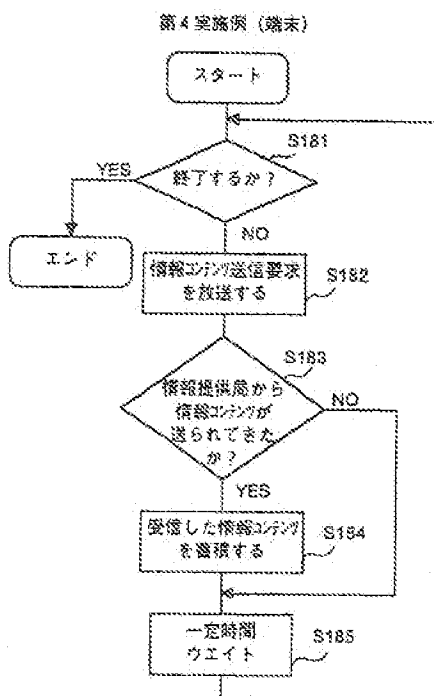 第4実施例（端末）
スタート
S181
終了するか？
YES
NO
エンド
情報コンテンツ送信要求
を放送する
S182
S183
情報提供局から
情報コンテンツが
送られてきた
か？
NO
YES
受信した情報コンテンツ
を蓄積する
S184
一定時間
ウエイト
S185